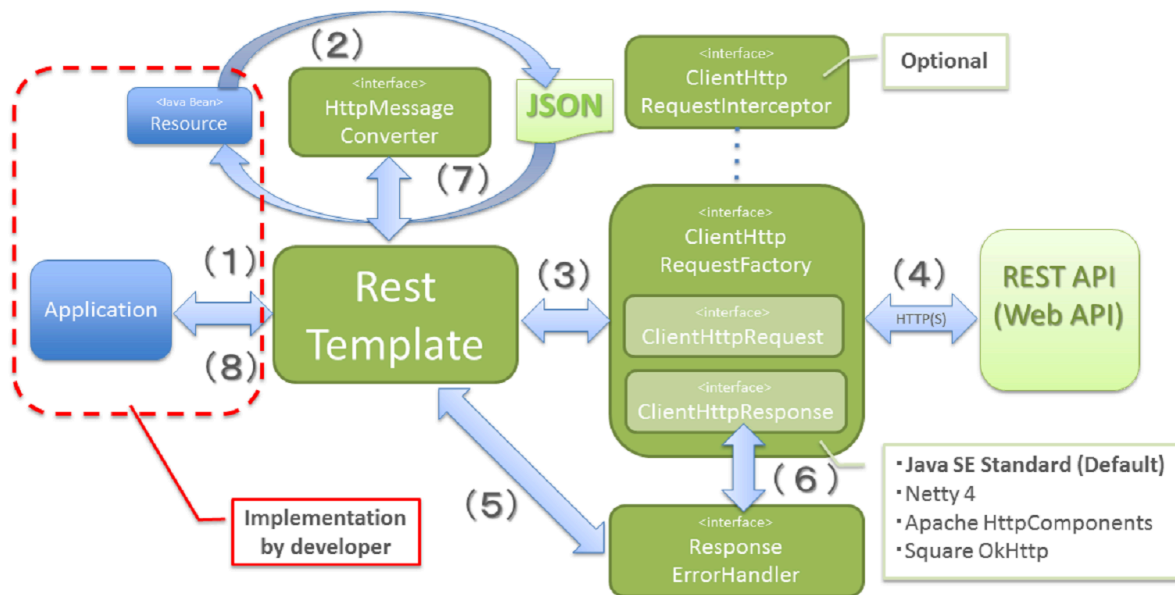 (2)
<Java Bean>
Resource
<interface>
HttpMessage
Converter
JSON
<interface>
ClientHttp
RequestInterceptor
Optional
(7)
(1)
Application
(8)
Rest
Template
(3)
<interface>
ClientHttp
RequestFactory
<interface>
ClientHttpRequest
<interface>
ClientHttpResponse
(4)
HTTP(S)
REST API
(Web API)
(5)
(6)
<interface>
Response
ErrorHandler
・Java SE Standard (Default)
・Netty 4
・Apache HttpComponents
・Square OkHttp
Implementation
by developer